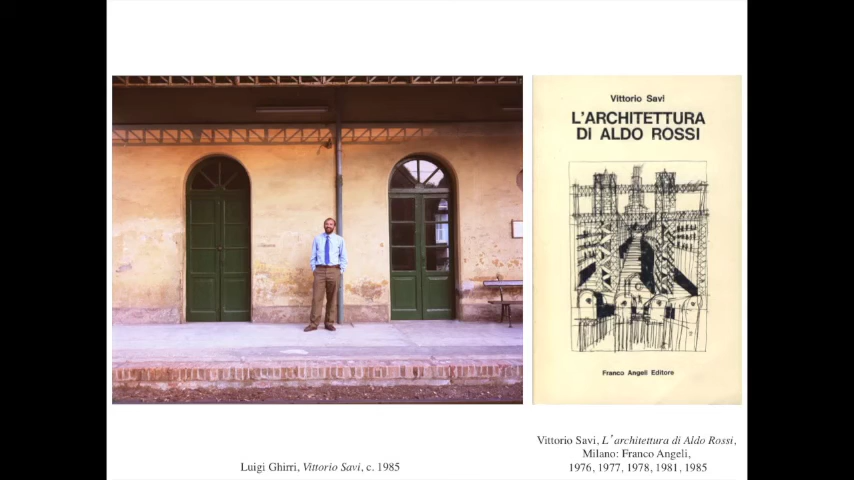 Vittorio Savi
L'ARCHITETTURA
DI ALDO ROSSI
Franco Angeli Editore
Luigi Ghirri, Vittorio Savi, c. 1985
Vittorio Savi, L'architettura di Aldo Rossi,
Milano: Franco Angeli,
1976, 1977, 1978, 1981, 1985